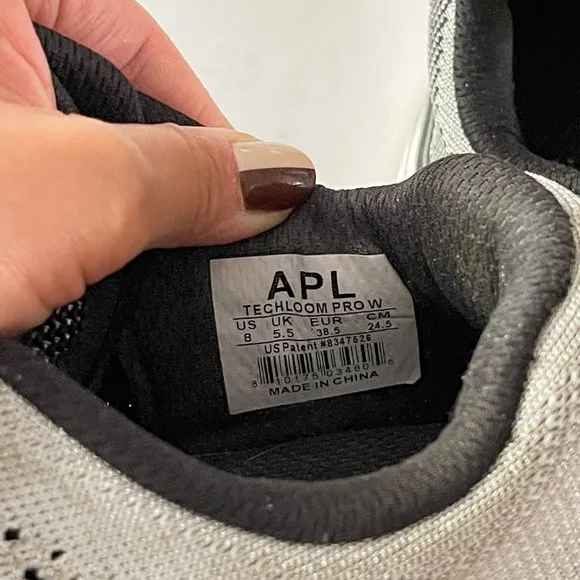 APL
TECHLOOM PRO W
US UK EUR CM
8 5.5 38.5 24.5
US Patent #8347526
MADE IN CHINA